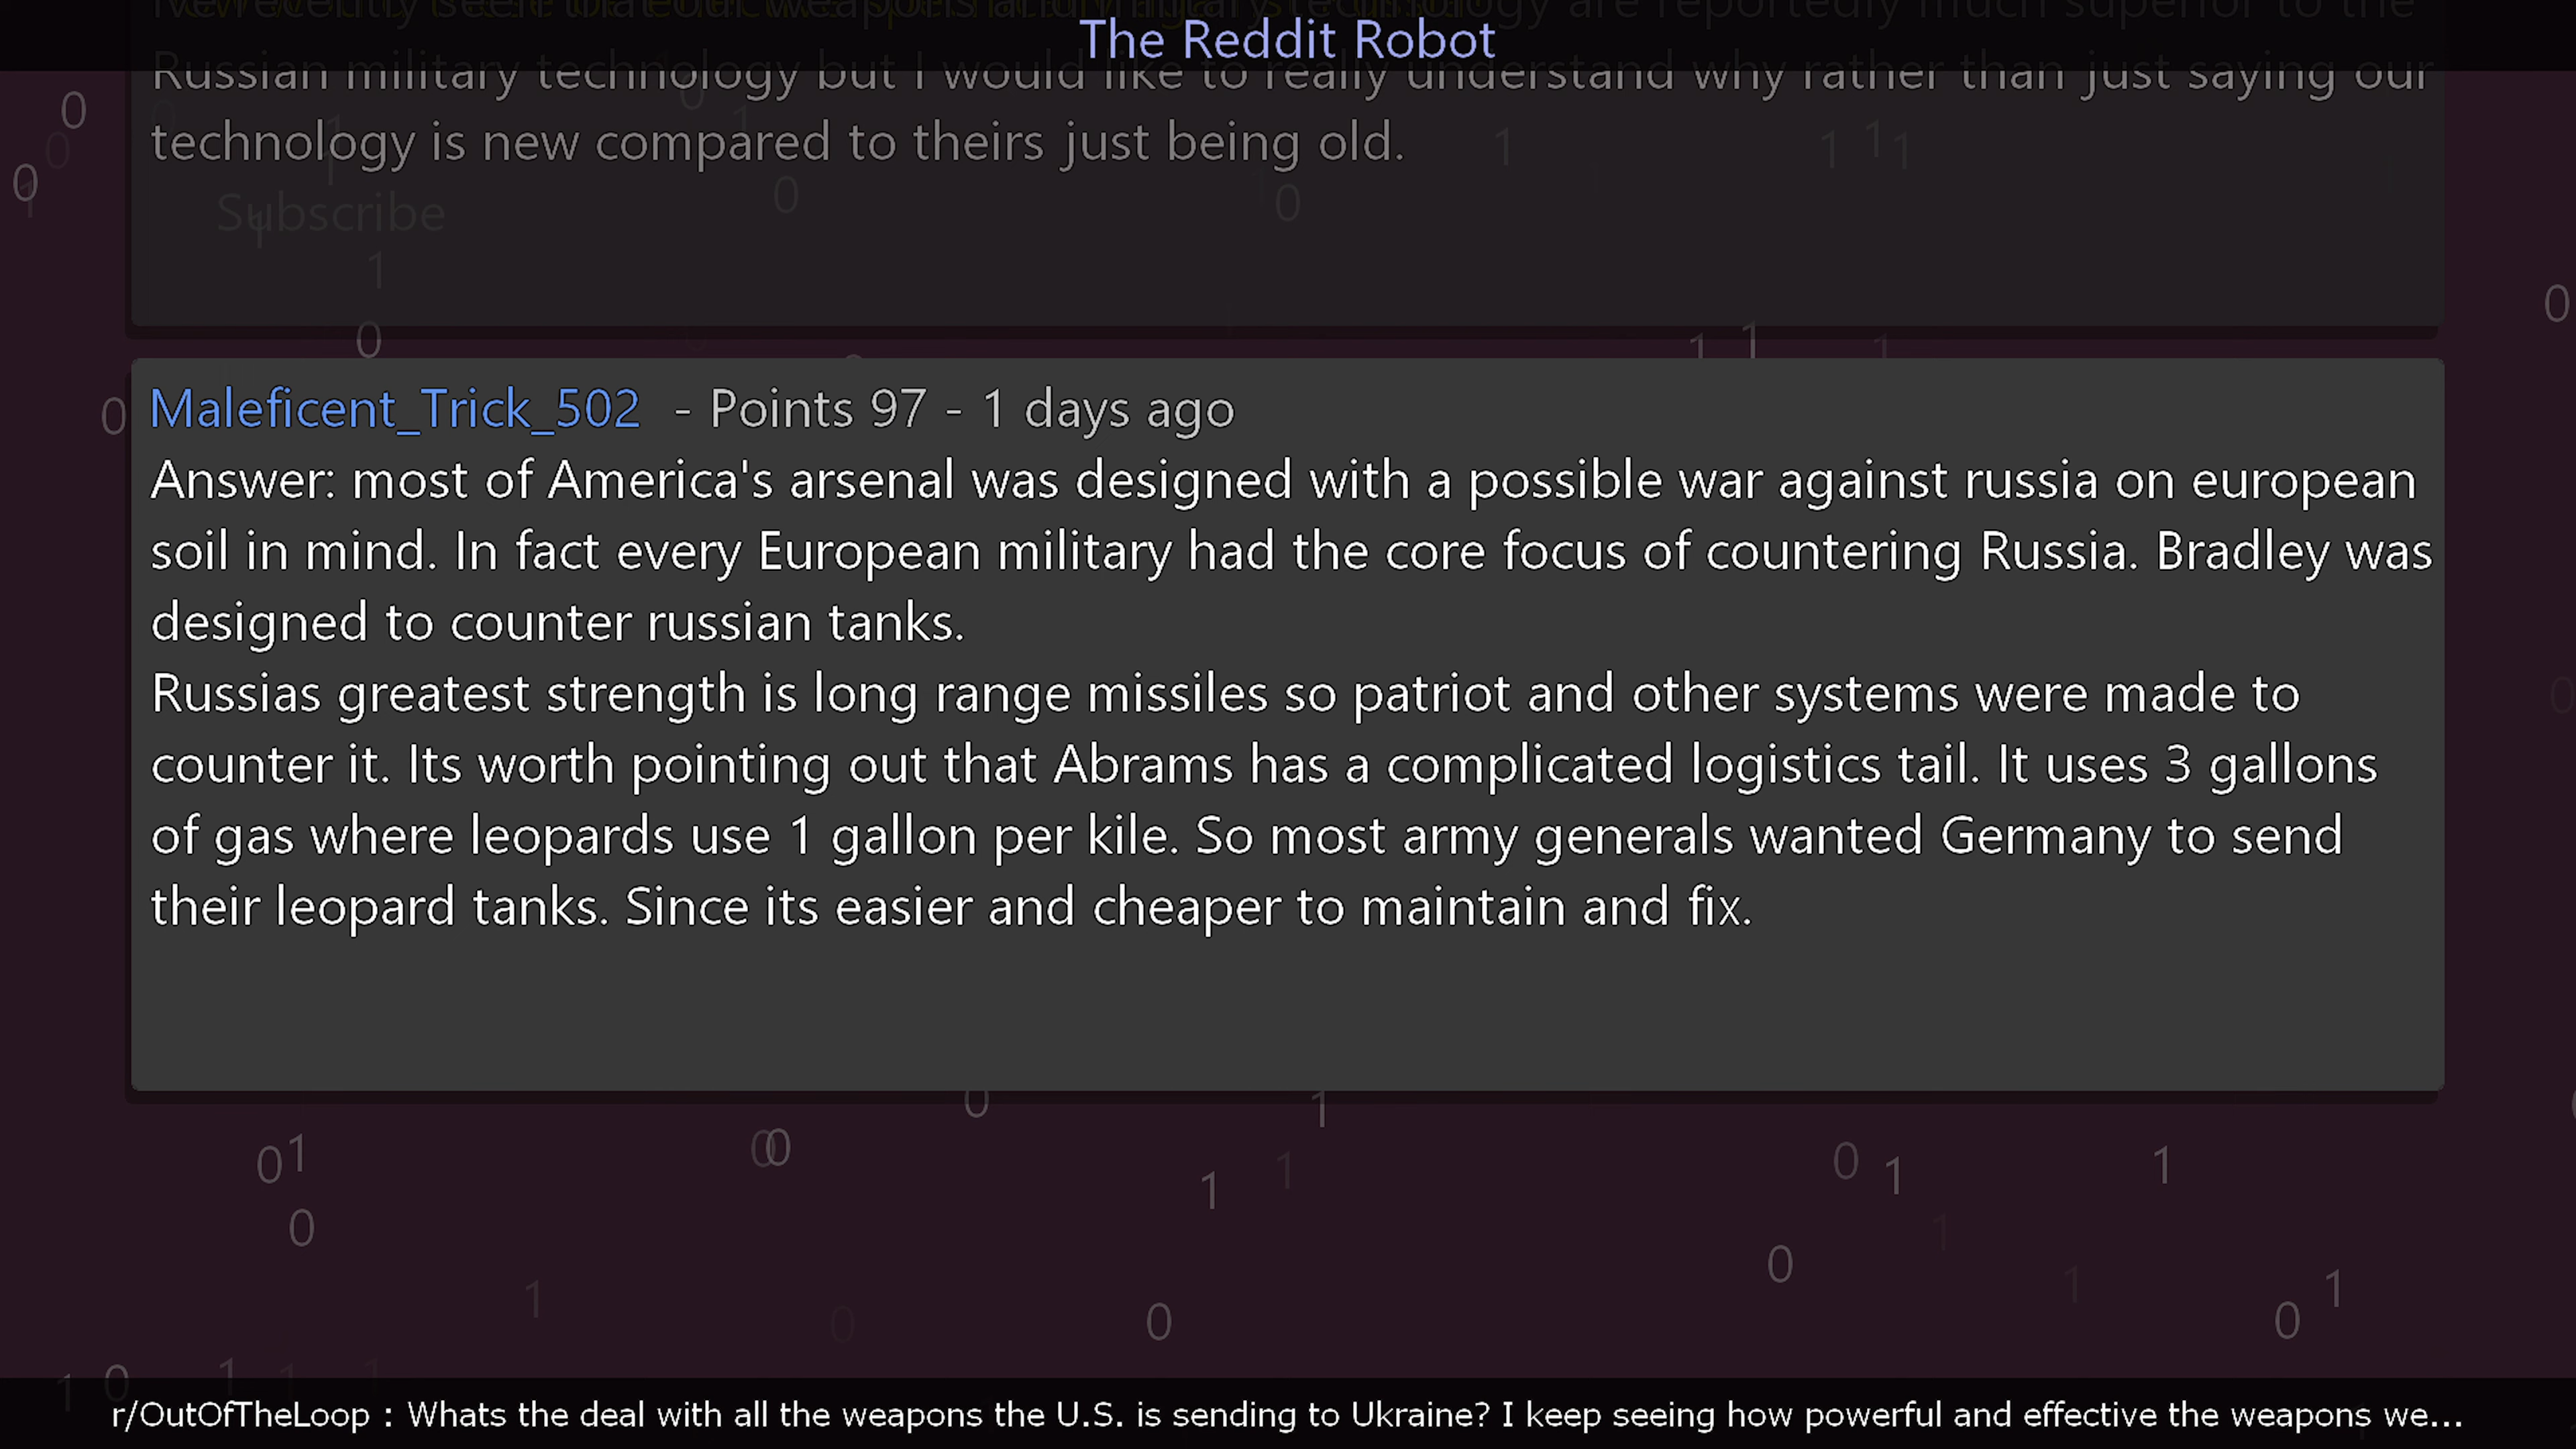 The Reddit Robot
Russian military technology but I would like to really understand why rather than just saying our
technology is new compared to theirs just being old.
Subscribe
Maleficent_Trick_502 - Points 97 - 1 days ago
Answer: most of America's arsenal was designed with a possible war against russia on european
soil in mind. In fact every European military had the core focus of countering Russia. Bradley was
designed to counter russian tanks.
Russias greatest strength is long range missiles so patriot and other systems were made to
counter it. Its worth pointing out that Abrams has a complicated logistics tail. It uses 3 gallons
of gas where leopards use 1 gallon per kile. So most army generals wanted Germany to send
their leopard tanks. Since its easier and cheaper to maintain and fix.
r/OutOfTheLoop : Whats the deal with all the weapons the U.S. is sending to Ukraine? I keep seeing how powerful and effective the weapons we...